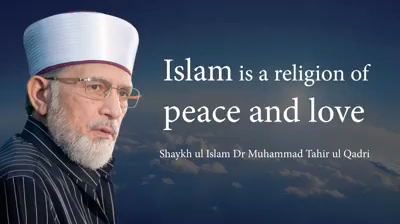 Islam is a religion of
peace and love
Shaykh ul Islam Dr Muhammad Tahir ul Qadri